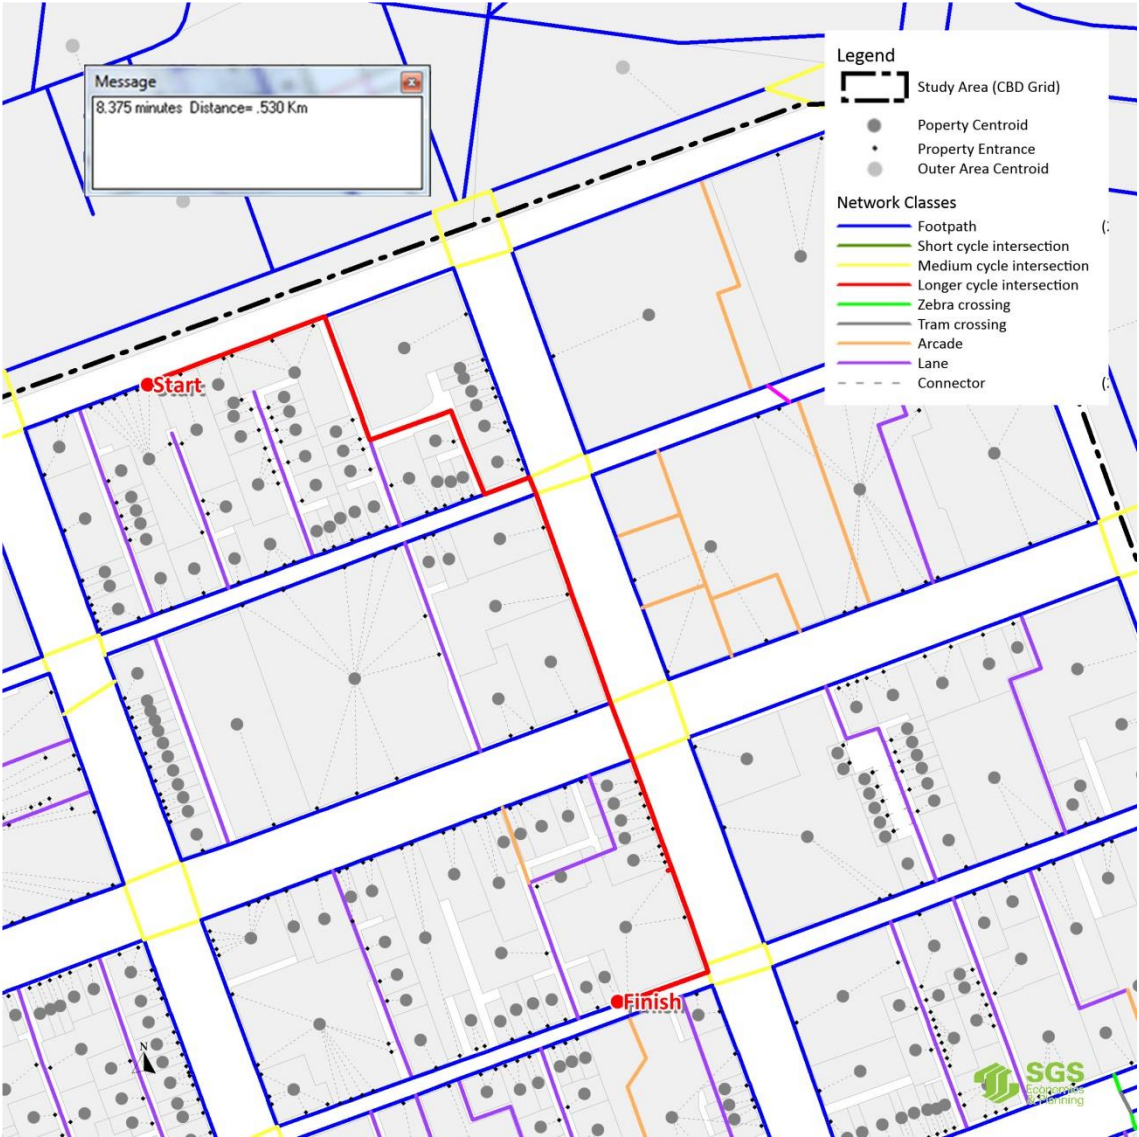 Message
8.375 minutes Distance= .530 Km
Legend
Study Area (CBD Grid)
Poperty Centroid
Property Entrance
Outer Area Centroid
Network Classes
Footpath
Short cycle intersection
Medium cycle intersection
Longer cycle intersection
Zebra crossing
Tram crossing
Arcade
Lane
Connector
Start
Finish
N
SGS
Economics
& Planning